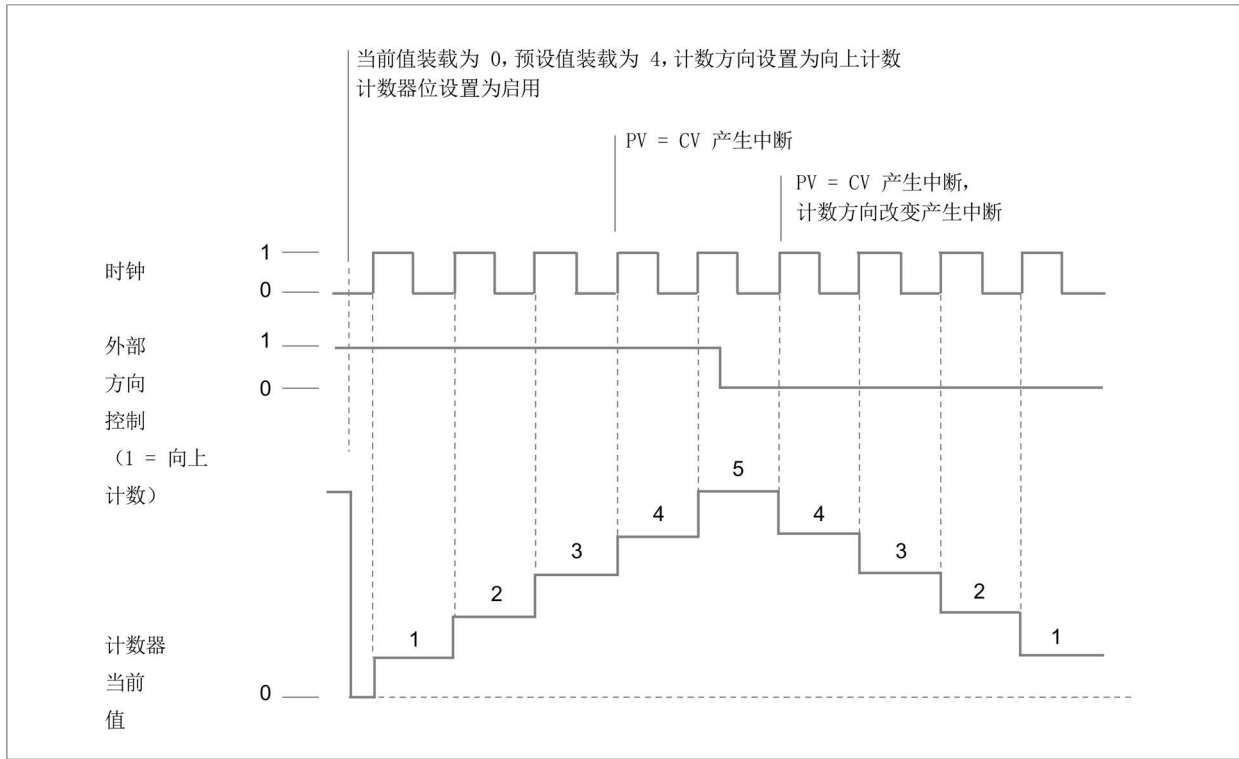 当前值装载为 0,预设值装载为 4,计数方向设置为向上计数
计数器位设置为启用
PV = CV 产生中断
PV = CV 产生中断,
计数方向改变产生中断
时钟
1
0
外部
方向
控制
(1 = 向上
计数)
1
0
5
4
4
3
3
2
2
1
1
计数器
当前
值
0